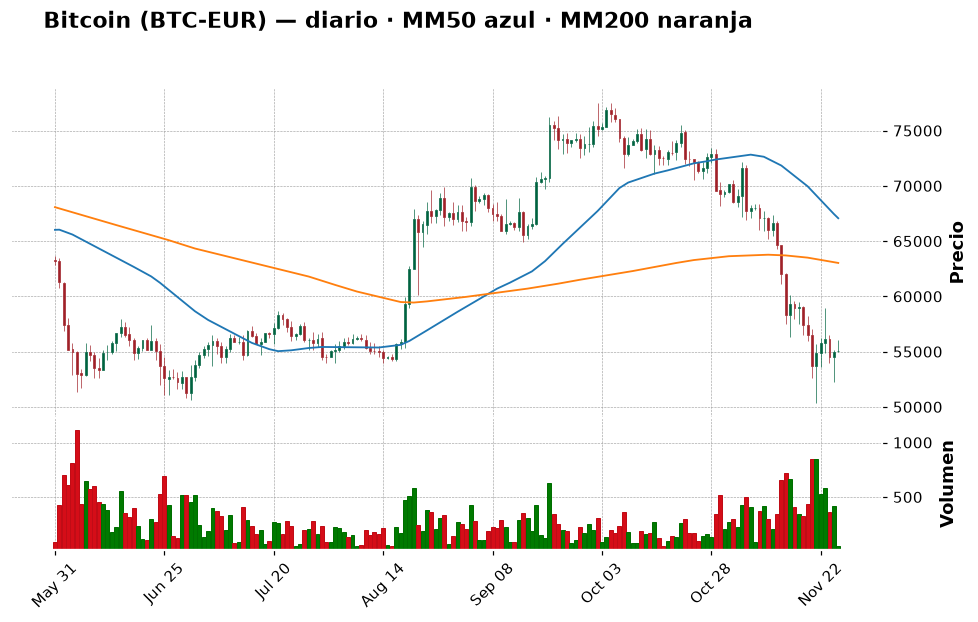 Bitcoin (BTC-EUR) — diario · MM50 azul · MM200 naranja
75000
70000
65000
60000
55000
50000
Precio
1000
500
Volumen
May 31
Jun 25
Jul 20
Aug 14
Sep 08
Oct 03
Oct 28
Nov 22